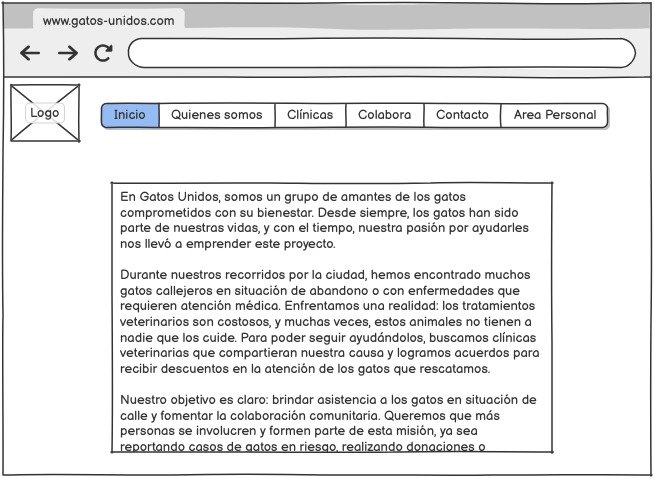 www.gatos-unidos.com
Logo
Inicio
Quienes somos
Clínicas
Colabora
Contacto
Area Personal
En Gatos Unidos, somos un grupo de amantes de los gatos
comprometidos con su bienestar. Desde siempre, los gatos han sido
parte de nuestras vidas, y con el tiempo, nuestra pasión por ayudarles
nos llevó a emprender este proyecto.
Durante nuestros recorridos por la ciudad, hemos encontrado muchos
gatos callejeros en situación de abandono o con enfermedades que
requieren atención médica. Enfrentamos una realidad: los tratamientos
veterinarios son costosos, y muchas veces, estos animales no tienen a
nadie que los cuide. Para poder seguir ayudándolos, buscamos clínicas
veterinarias que compartieran nuestra causa y logramos acuerdos para
recibir descuentos en la atención de los gatos que rescatamos.
Nuestro objetivo es claro: brindar asistencia a los gatos en situación de
calle y fomentar la colaboración comunitaria. Queremos que más
personas se involucren y formen parte de esta misión, ya sea
reportando casos de gatos en riesgo, realizando donaciones o